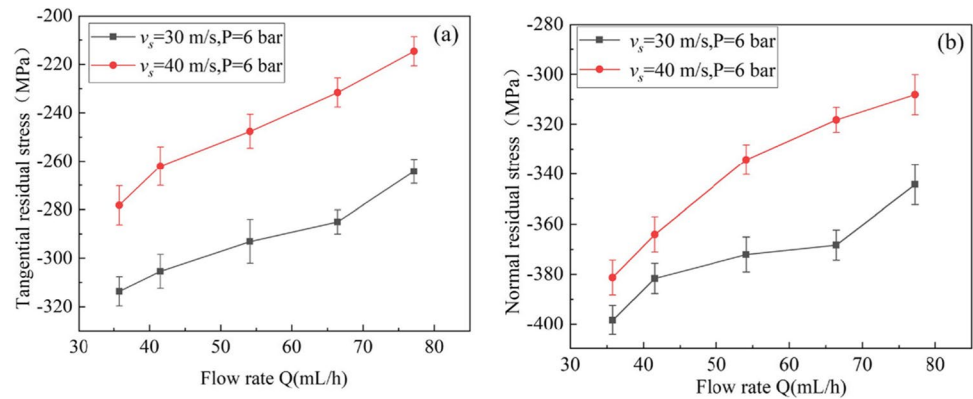 (a)
vs=30 m/s,P=6 bar
vs=40 m/s,P=6 bar
Tangential residual stress（MPa）
-200
-220
-240
-260
-280
-300
-320
30 40 50 60 70 80
Flow rate Q(mL/h)
(b)
vs=30 m/s,P=6 bar
vs=40 m/s,P=6 bar
Normal residual stress（MPa）
-280
-300
-320
-340
-360
-380
-400
30 40 50 60 70 80
Flow rate Q(mL/h)